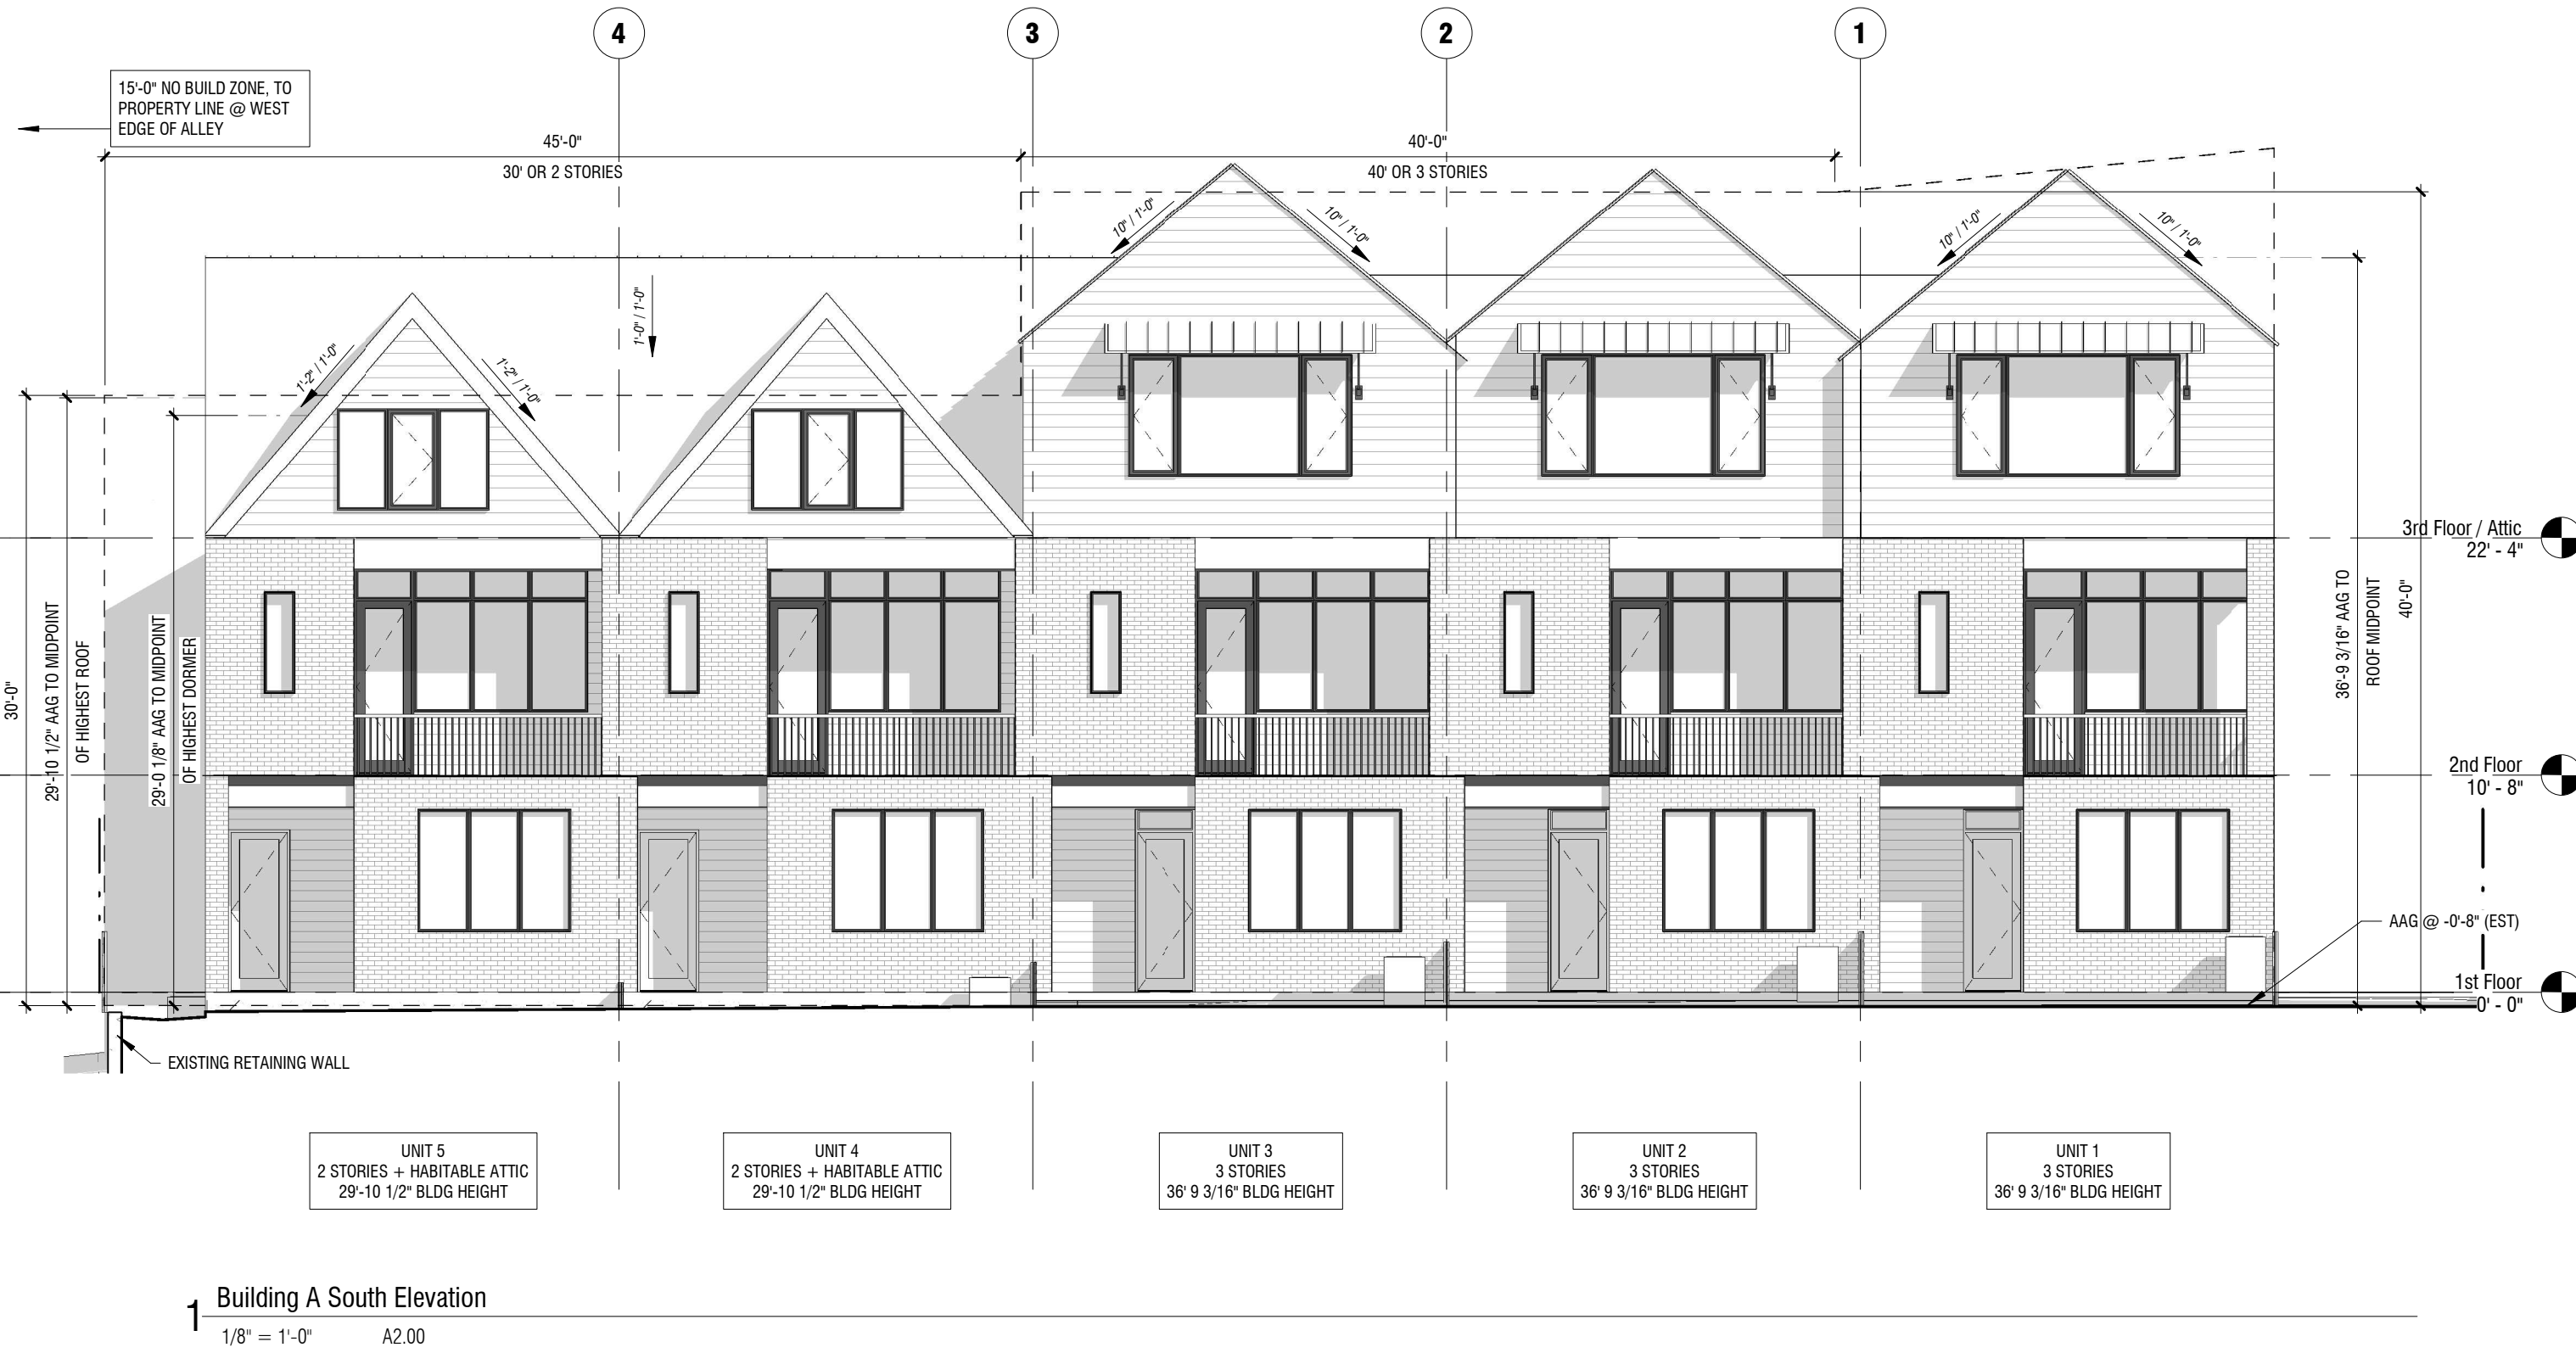 4
3
2
1
15'-0" NO BUILD ZONE, TO
PROPERTY LINE @ WEST
EDGE OF ALLEY
45'-0"
30' OR 2 STORIES
40'-0"
40' OR 3 STORIES
10" / 1'-0"
10" / 1'-0"
10" / 1'-0"
10" / 1'-0"
1'-0" / 1'-0"
1'-2" / 1'-0"
1'-2" / 1'-0"
30'-0"
29'-10 1/2" AAG TO MIDPOINT
OF HIGHEST ROOF
29'-0 1/8" AAG TO MIDPOINT
OF HIGHEST DORMER
36'-9 3/16" AAG TO
ROOF MIDPOINT
40'-0"
3rd Floor / Attic
22' - 4"
2nd Floor
10' - 8"
AAG @ -0'-8" (EST)
1st Floor
0' - 0"
EXISTING RETAINING WALL
UNIT 5
2 STORIES + HABITABLE ATTIC
29'-10 1/2" BLDG HEIGHT
UNIT 4
2 STORIES + HABITABLE ATTIC
29'-10 1/2" BLDG HEIGHT
UNIT 3
3 STORIES
36' 9 3/16" BLDG HEIGHT
UNIT 2
3 STORIES
36' 9 3/16" BLDG HEIGHT
UNIT 1
3 STORIES
36' 9 3/16" BLDG HEIGHT
1 Building A South Elevation
1/8" = 1'-0" A2.00